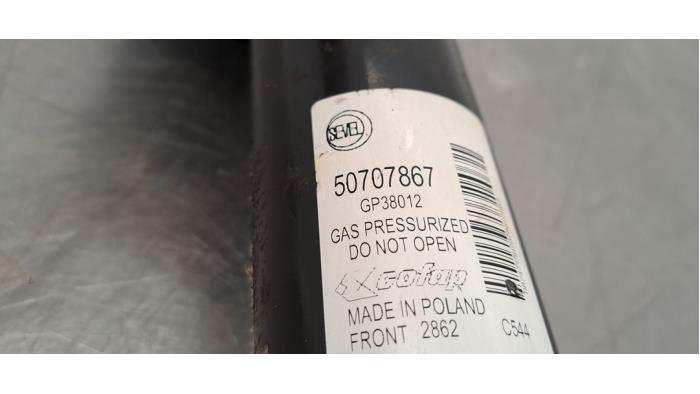 SEVEL
50707867
GP38012
GAS PRESSURIZED
DO NOT OPEN
cofap
MADE IN POLAND
FRONT 2862
C544